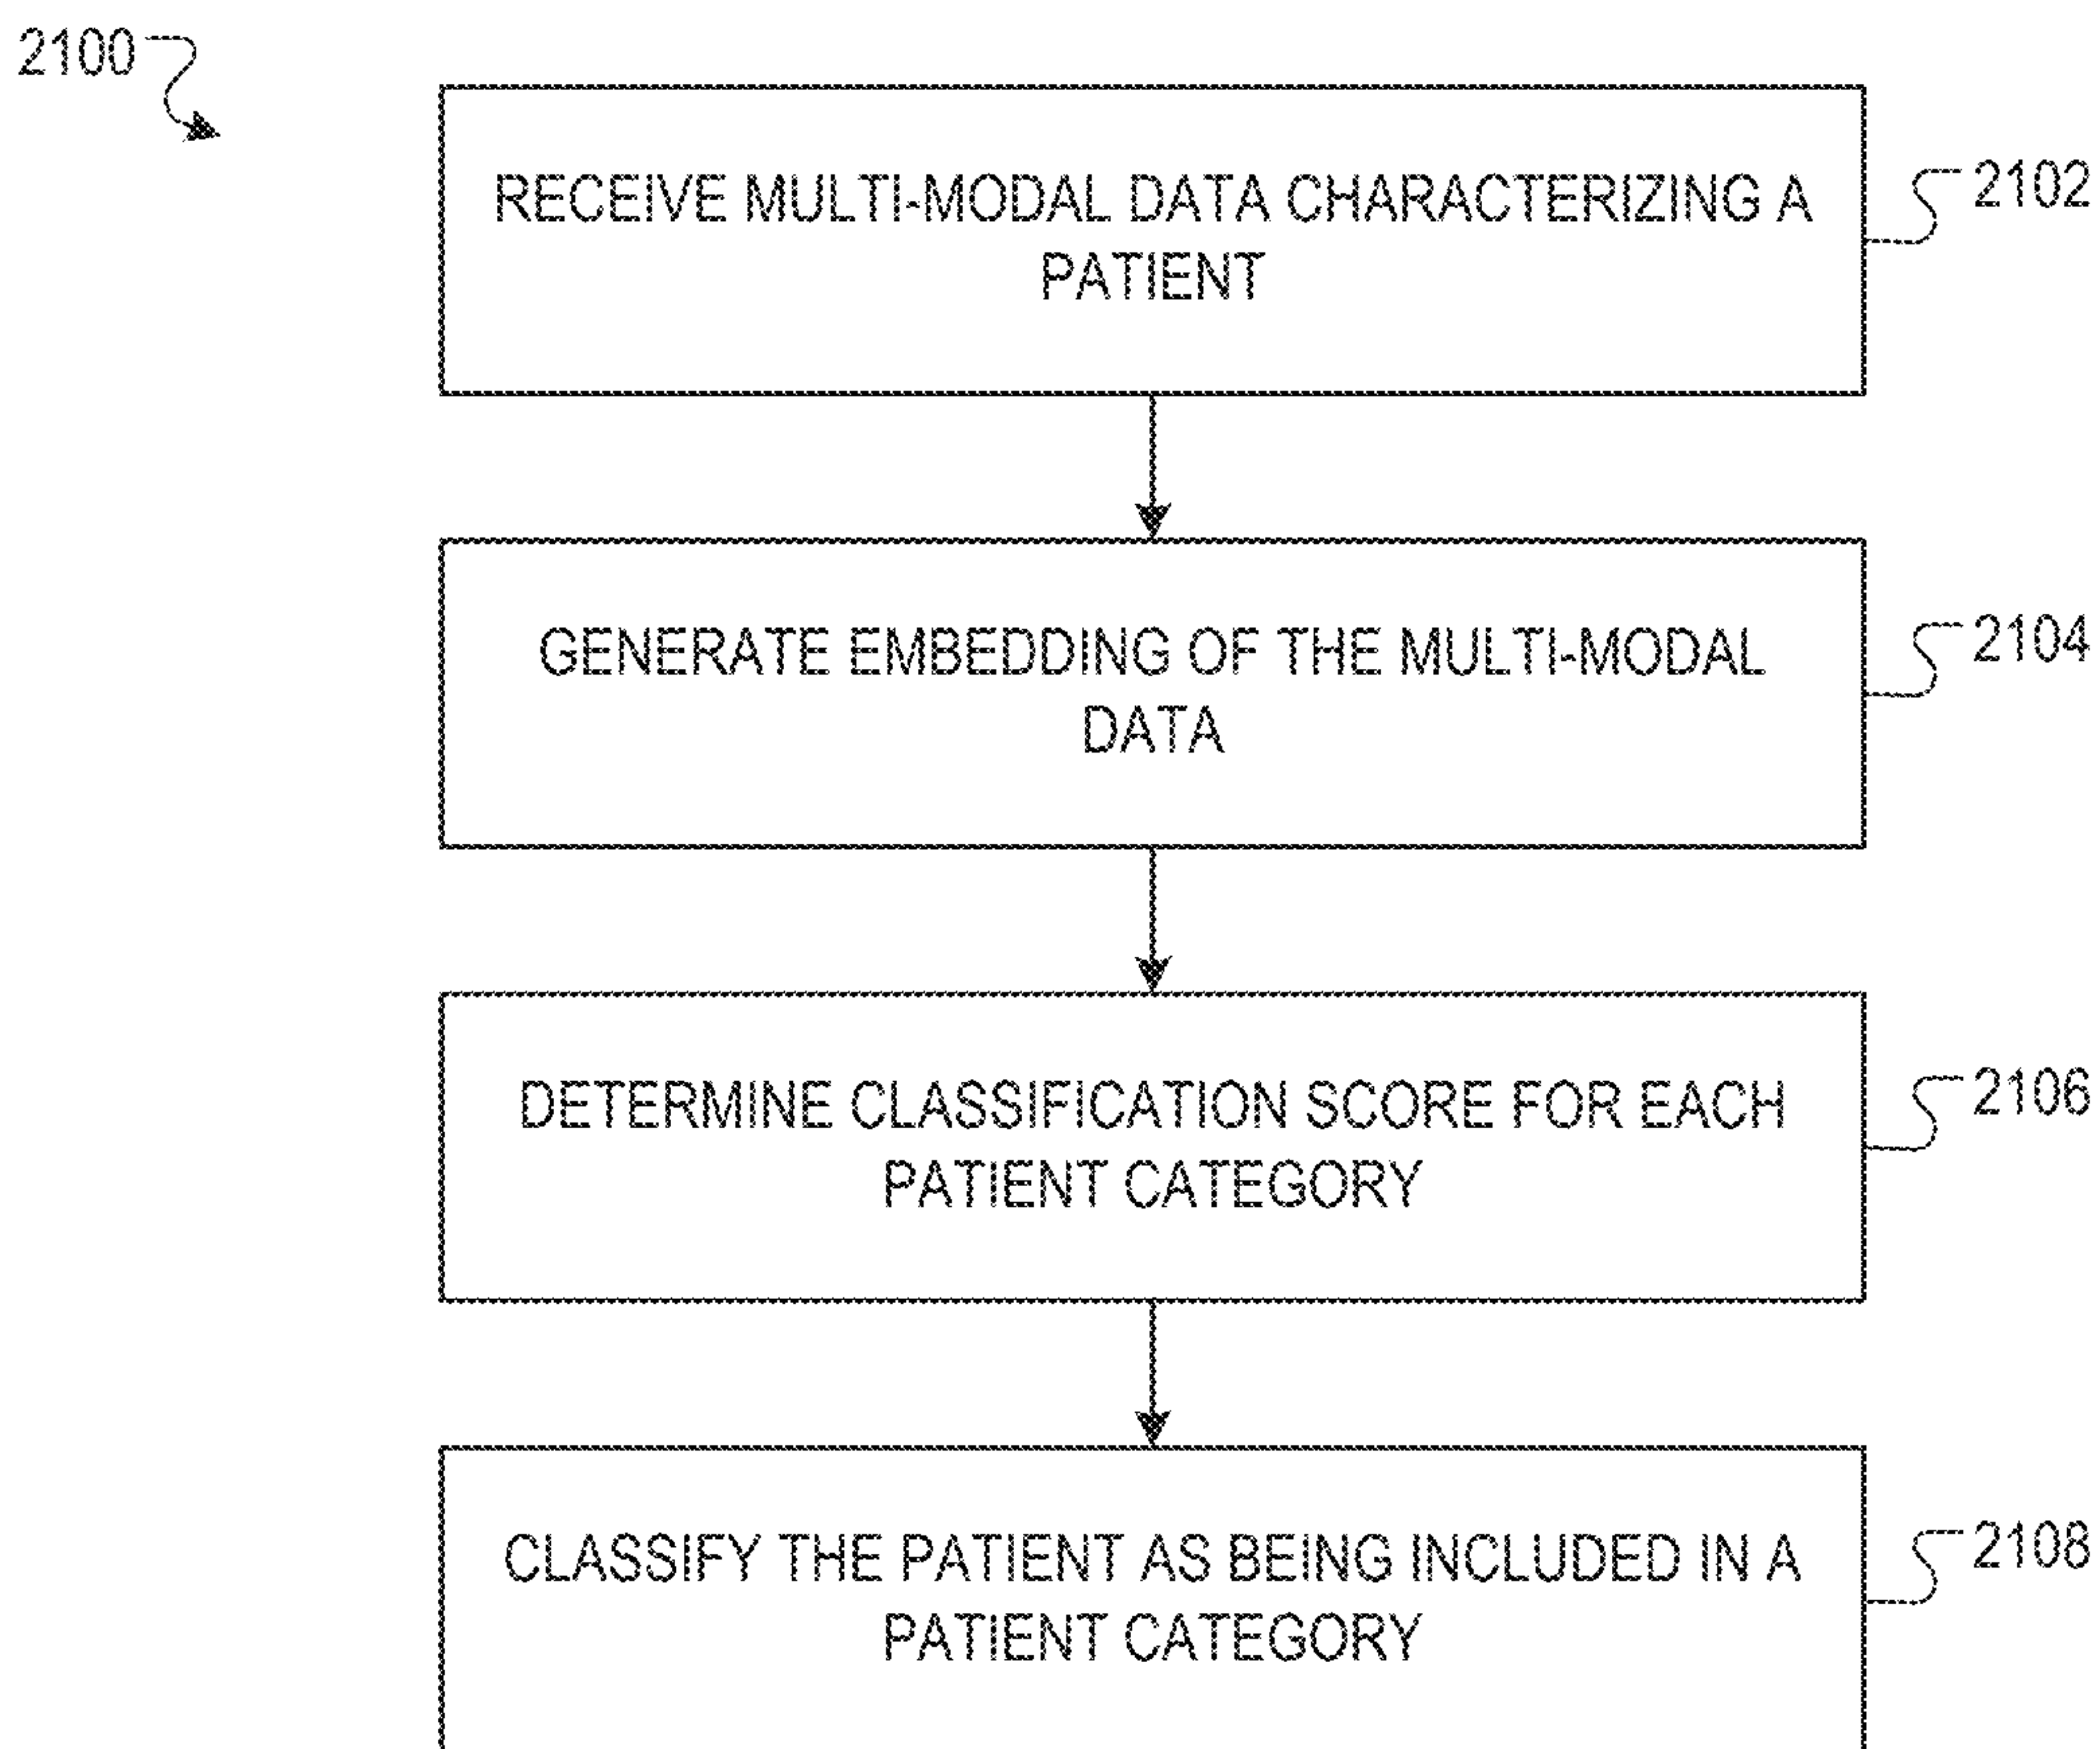 2100
RECEIVE MULTI-MODAL DATA CHARACTERIZING A
PATIENT
2102
GENERATE EMBEDDING OF THE MULTI-MODAL
DATA
2104
DETERMINE CLASSIFICATION SCORE FOR EACH
PATIENT CATEGORY
2106
CLASSIFY THE PATIENT AS BEING INCLUDED IN A
PATIENT CATEGORY
2108